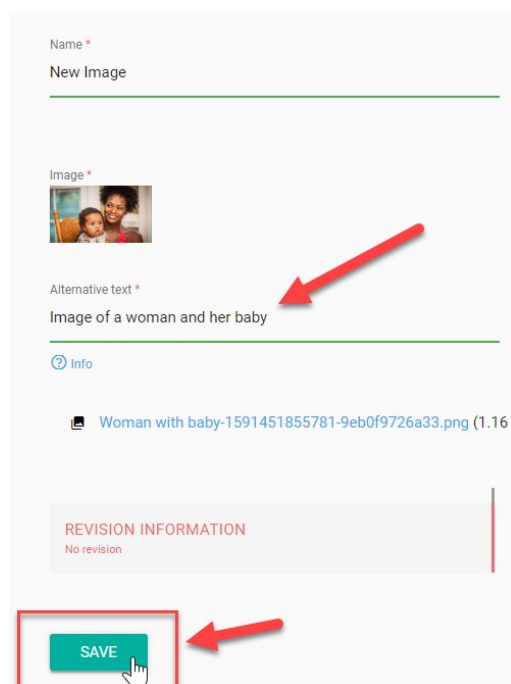 Name *
New Image
Image *
Alternative text *
Image of a woman and her baby
? Info
Woman with baby-1591451855781-9eb0f9726a33.png (1.16
REVISION INFORMATION
No revision
SAVE